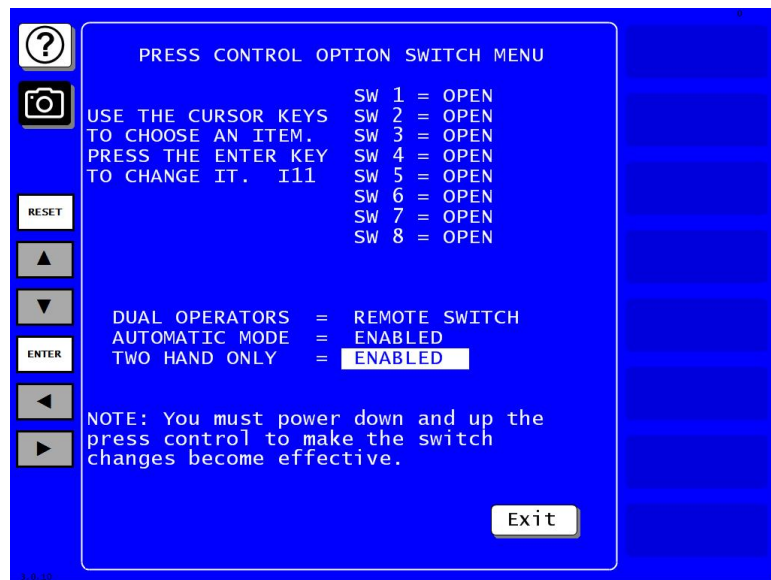 ?
PRESS CONTROL OPTION SWITCH MENU
SW 1 = OPEN
USE THE CURSOR KEYS SW 2 = OPEN
TO CHOOSE AN ITEM. SW 3 = OPEN
PRESS THE ENTER KEY SW 4 = OPEN
TO CHANGE IT. I11 SW 5 = OPEN
SW 6 = OPEN
SW 7 = OPEN
SW 8 = OPEN
RESET
DUAL OPERATORS = REMOTE SWITCH
AUTOMATIC MODE = ENABLED
TWO HAND ONLY = ENABLED
ENTER
NOTE: You must power down and up the
press control to make the switch
changes become effective.
Exit